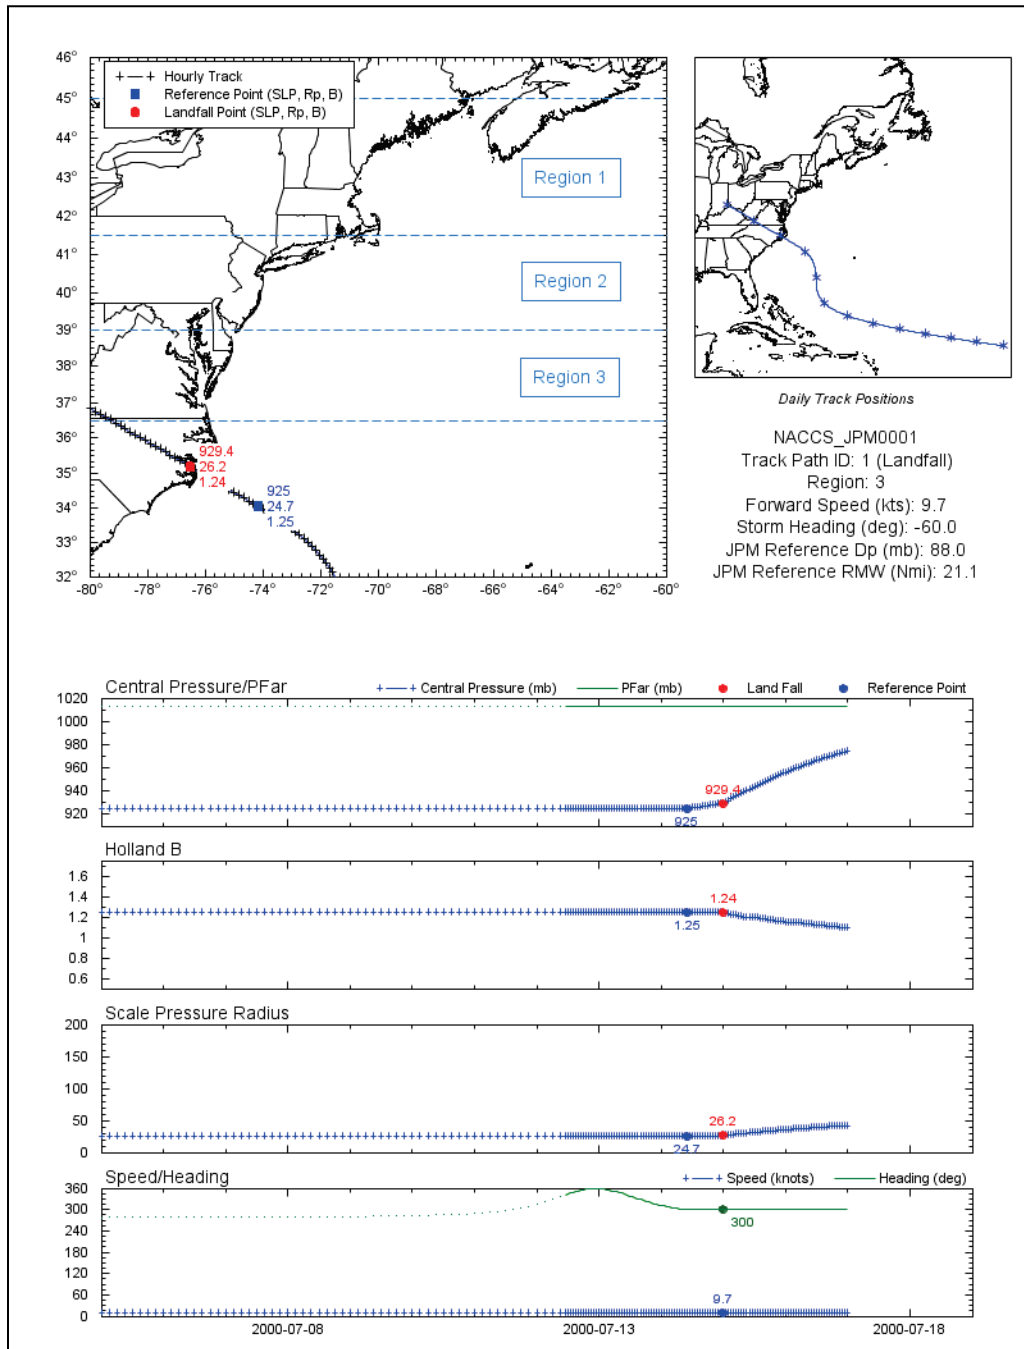 46°
45°
44°
43°
42°
41°
40°
39°
38°
37°
36°
35°
34°
33°
32°
-80° -78° -76° -74° -72° -70° -68° -66° -64° -62° -60°
Hourly Track
Reference Point (SLP, Rp, B)
Landfall Point (SLP, Rp, B)
Region 1
Region 2
Region 3
929.4
26.2
1.24
925
24.7
1.25
Daily Track Positions
NACCS_JPM0001
Track Path ID: 1 (Landfall)
Region: 3
Forward Speed (kts): 9.7
Storm Heading (deg): -60.0
JPM Reference Dp (mb): 88.0
JPM Reference RMW (Nmi): 21.1
Central Pressure/PFar
Central Pressure (mb) PFar (mb) Land Fall Reference Point
1020
1000
980
960
940
920
929.4
925
Holland B
1.6
1.4
1.2
1
0.8
0.6
1.24
1.25
Scale Pressure Radius
200
150
100
50
0
26.2
24.7
Speed/Heading
Speed (knots) Heading (deg)
360
300
240
180
120
60
0
300
9.7
2000-07-08 2000-07-13 2000-07-18